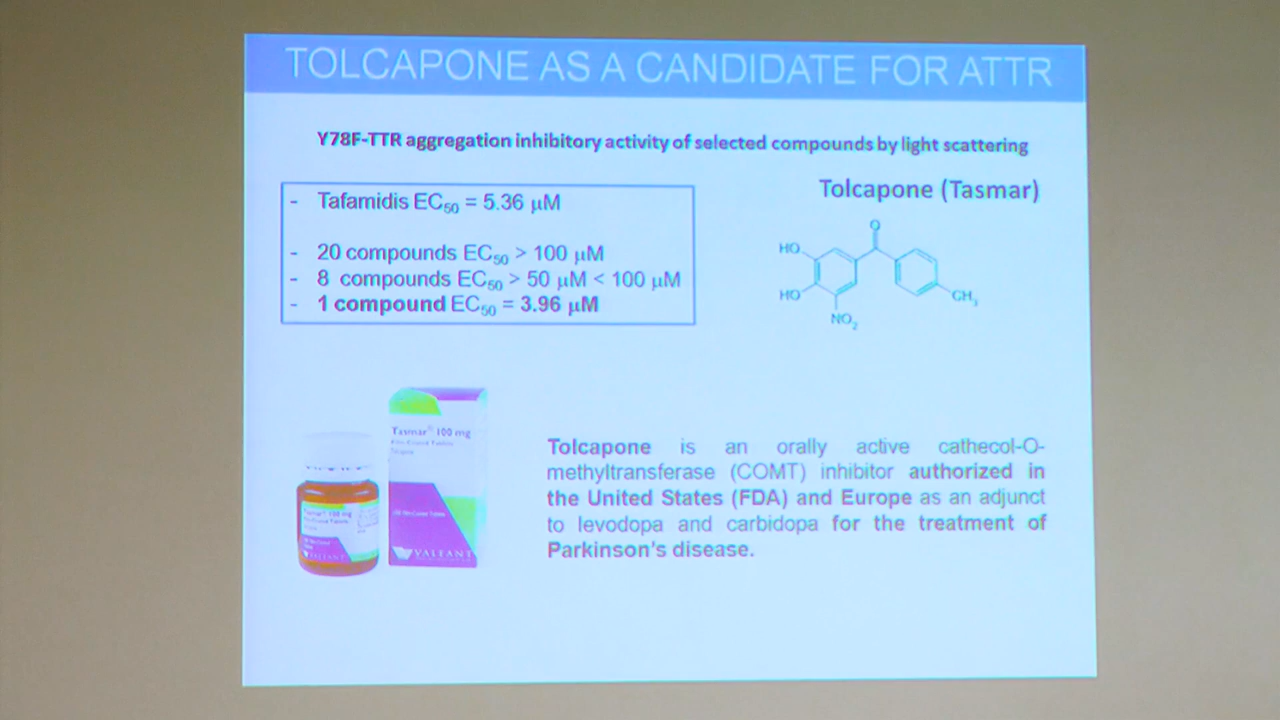 TOLCAPONE AS A CANDIDATE FOR ATTR
Y78F-TTR aggregation inhibitory activity of selected compounds by light scattering
- Tafamidis EC50 = 5.36 µM
- 20 compounds EC50 > 100 µM
- 8 compounds EC50 > 50 µM < 100 µM
- 1 compound EC50 = 3.96 µM
Tolcapone (Tasmar)
O
HO
HO
NO2
CH3
Tasmar® 100 mg
Film-Coated Tablets
VALEANT
Tasmar® 100 mg
VALEANT
Tolcapone is an orally active cathecol-O-
methyltransferase (COMT) inhibitor authorized in
the United States (FDA) and Europe as an adjunct
to levodopa and carbidopa for the treatment of
Parkinson's disease.